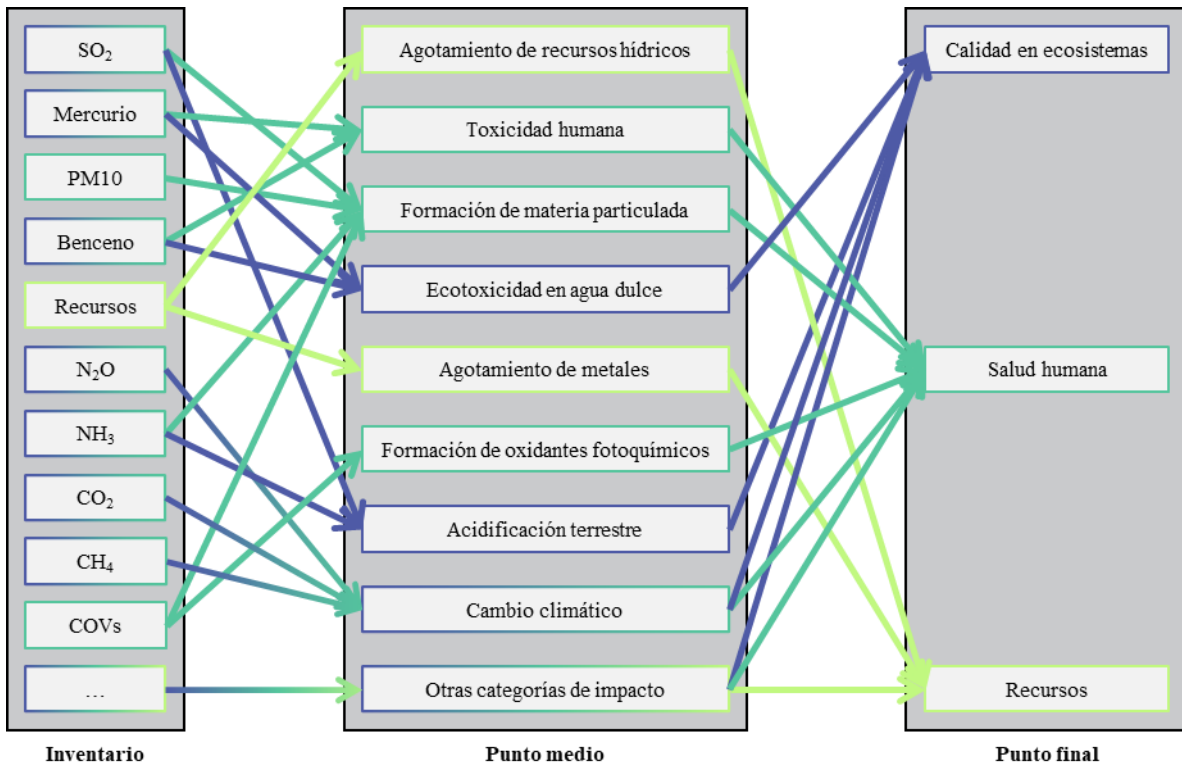 SO₂
Mercurio
PM10
Benceno
Recursos
N₂O
NH₃
CO₂
CH₄
COVs
…
Inventario
Agotamiento de recursos hídricos
Toxicidad humana
Formación de materia particulada
Ecotoxicidad en agua dulce
Agotamiento de metales
Formación de oxidantes fotoquímicos
Acidificación terrestre
Cambio climático
Otras categorías de impacto
Punto medio
Calidad en ecosistemas
Salud humana
Recursos
Punto final